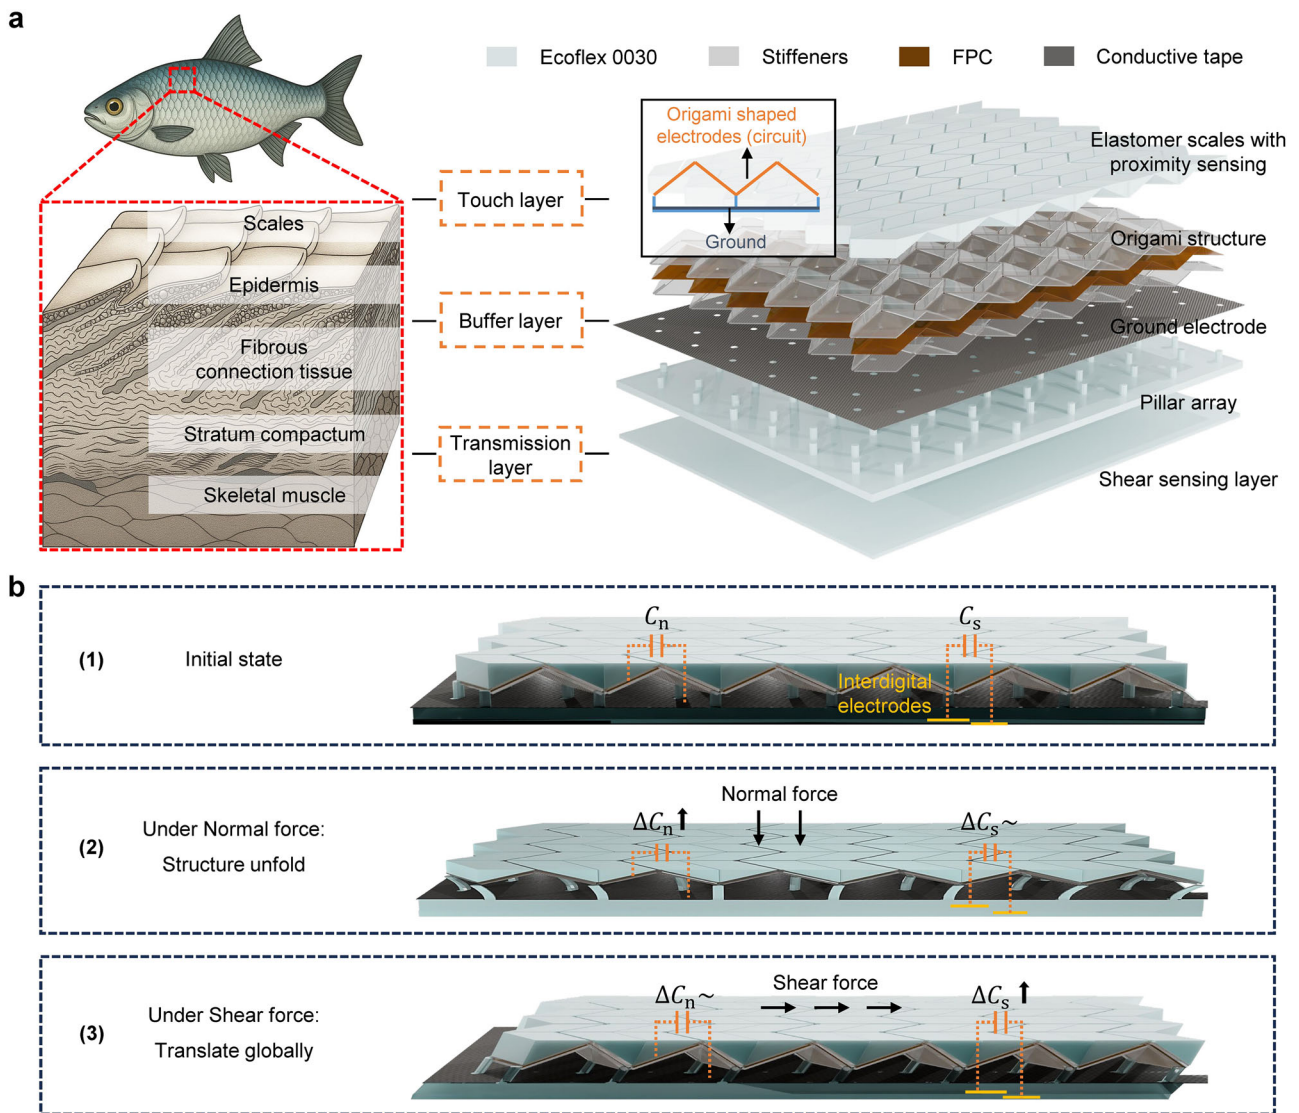 a
Ecoflex 0030
Stiffeners
FPC
Conductive tape
Origami shaped
electrodes (circuit)
Ground
Elastomer scales with
proximity sensing
Origami structure
Ground electrode
Pillar array
Shear sensing layer
Touch layer
Buffer layer
Transmission
layer
Scales
Epidermis
Fibrous
connection tissue
Stratum compactum
Skeletal muscle
b
(1)
Initial state
Cn
Cs
Interdigital
electrodes
(2)
Under Normal force:
Structure unfold
Normal force
ΔCn
ΔCs~
(3)
Under Shear force:
Translate globally
Shear force
ΔCn~
ΔCs